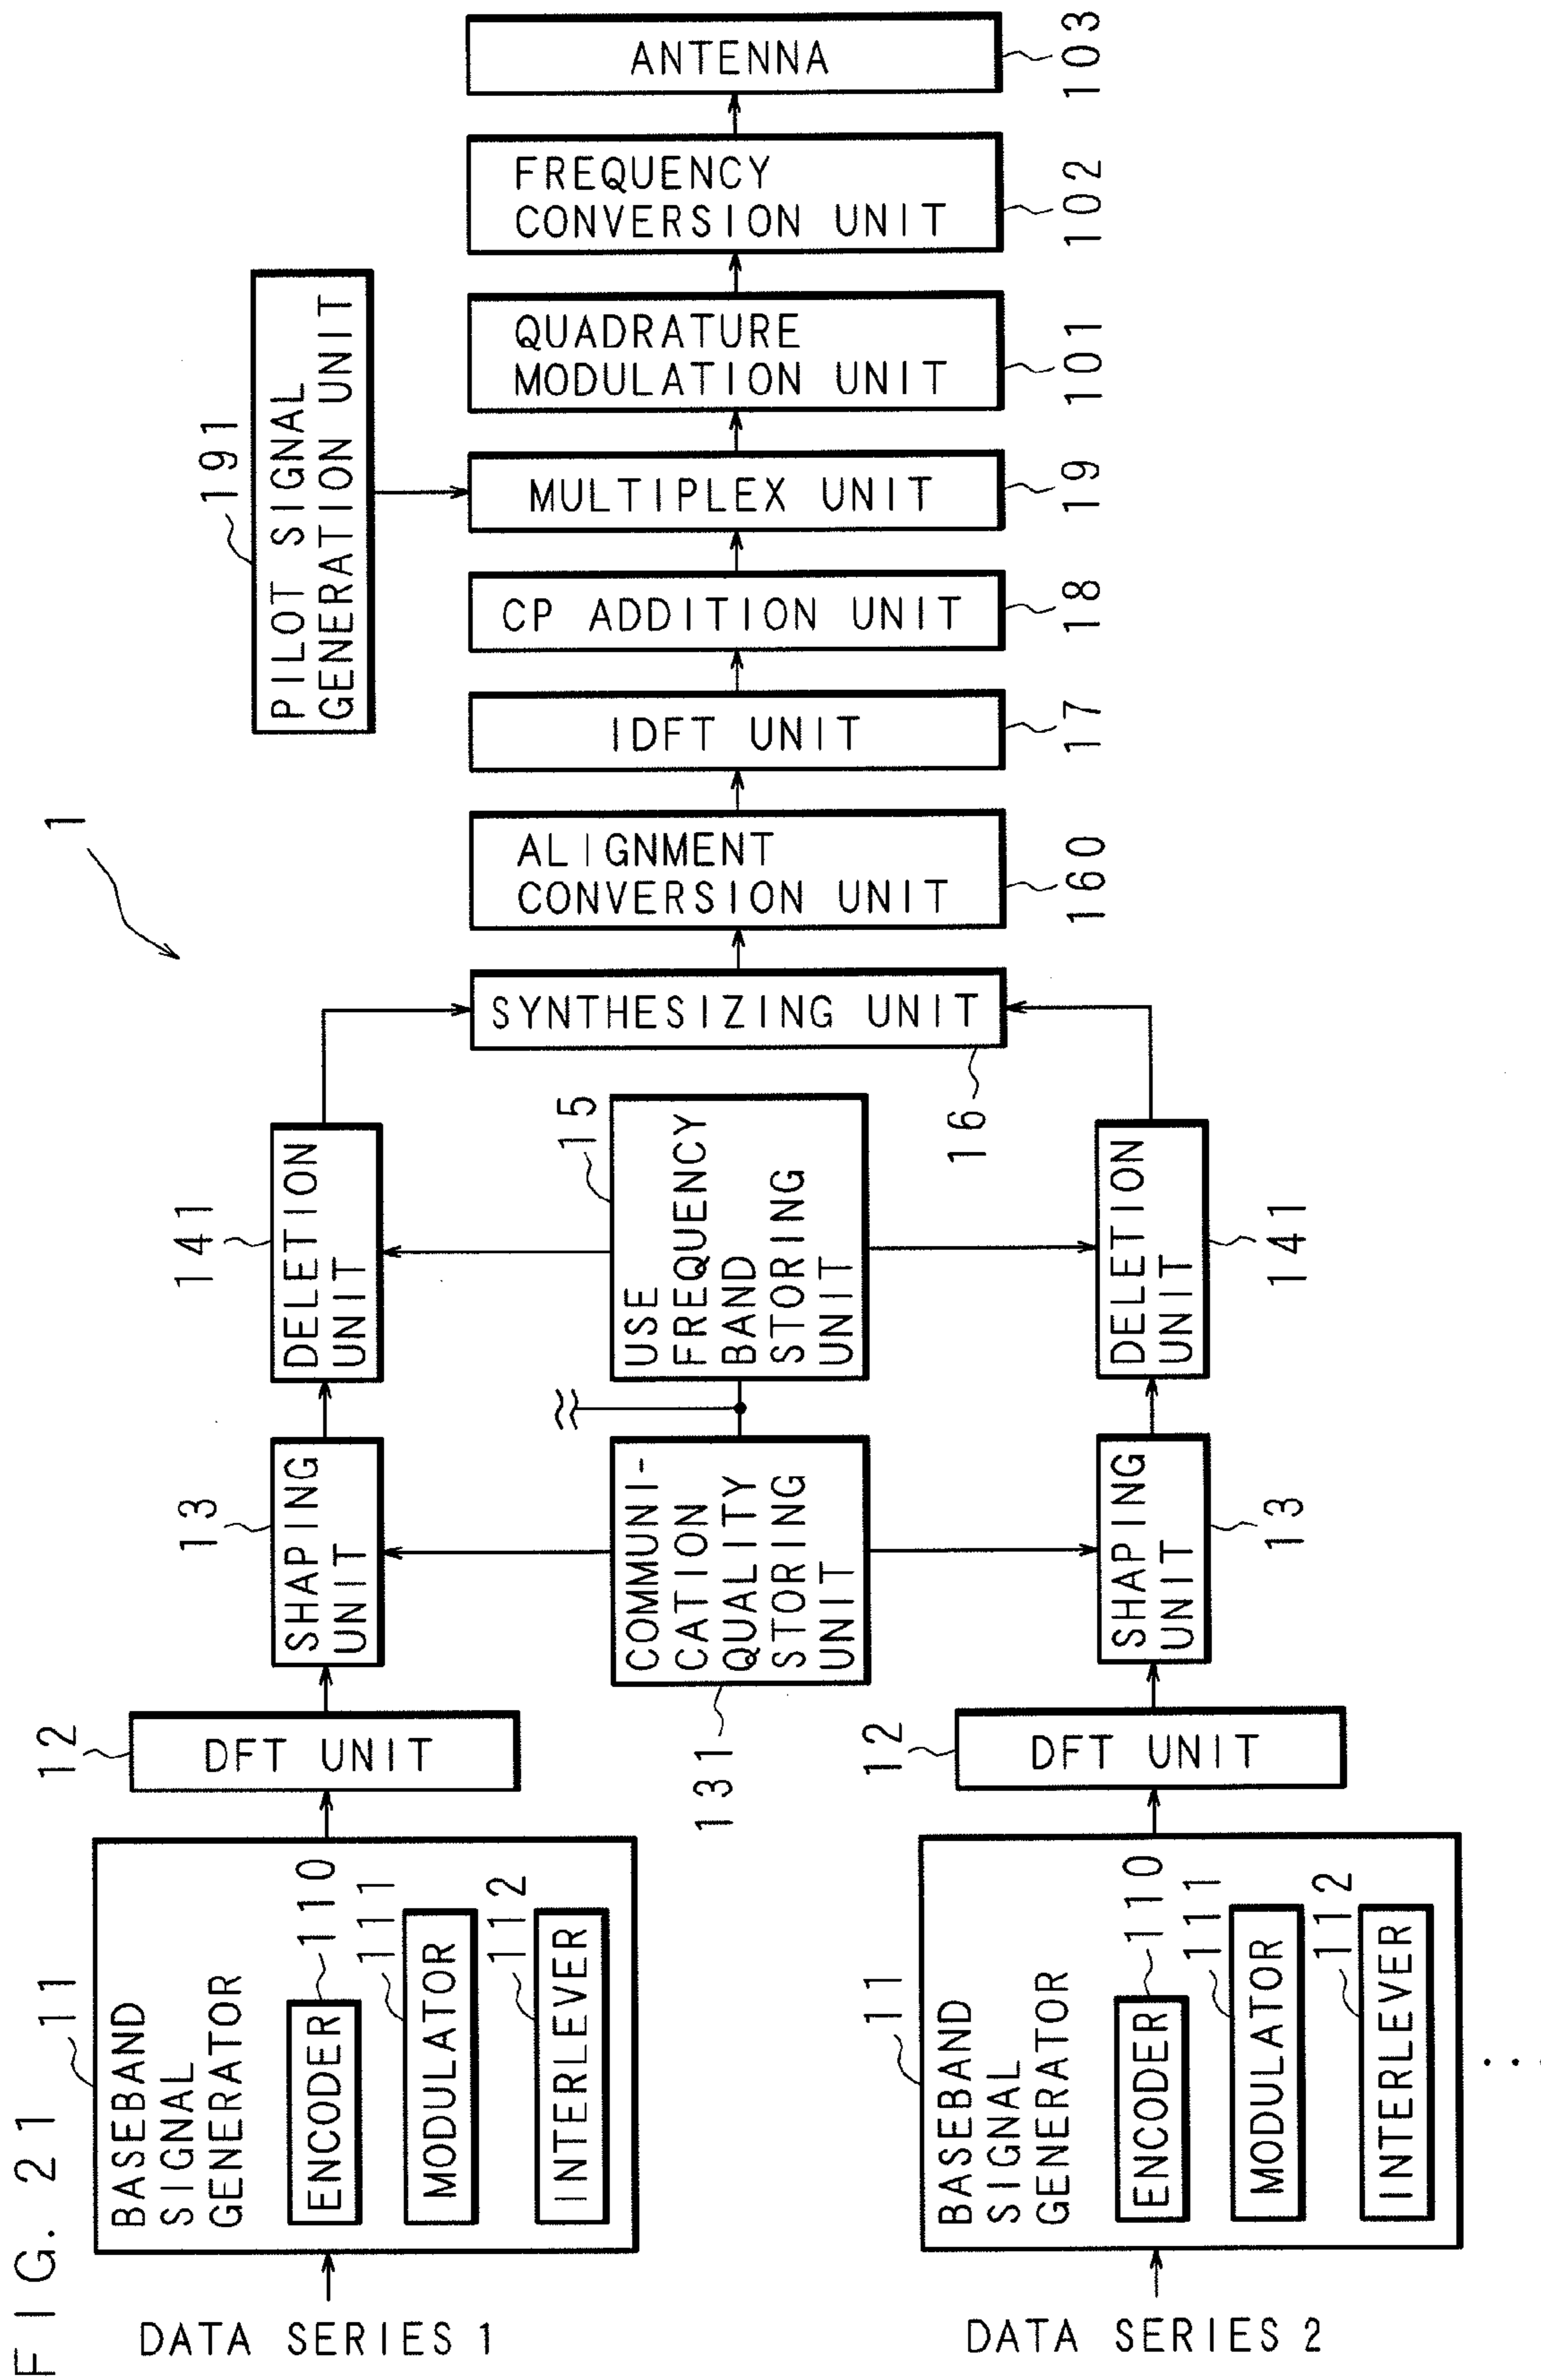 FIG. 21
1
DATA SERIES 1
11
BASEBAND
SIGNAL
GENERATOR
ENCODER
110
MODULATOR
111
INTERLEVER
112
12
DFT UNIT
13
SHAPING
UNIT
141
DELETION
UNIT
131
COMMUNI-
CATION
QUALITY
STORING
UNIT
15
USE
FREQUENCY
BAND
STORING
UNIT
DATA SERIES 2
11
BASEBAND
SIGNAL
GENERATOR
ENCODER
110
MODULATOR
111
INTERLEVER
112
12
DFT UNIT
SHAPING
UNIT
13
DELETION
UNIT
141
SYNTHESIZING UNIT
16
ALIGNMENT
CONVERSION UNIT
160
IDFT UNIT
17
CP ADDITION UNIT
18
191
PILOT SIGNAL
GENERATION UNIT
MULTIPLEX UNIT
19
QUADRATURE
MODULATION UNIT
101
FREQUENCY
CONVERSION UNIT
102
ANTENNA
103
. . .